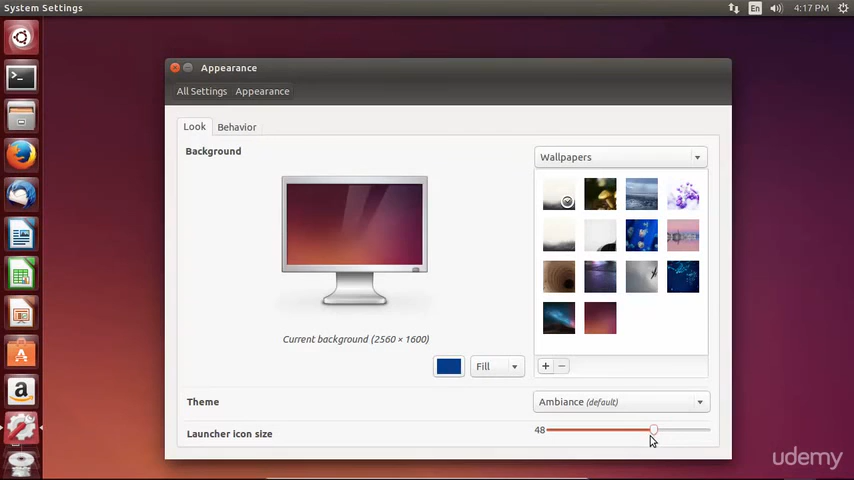 System Settings
En
4:17 PM
Appearance
All Settings Appearance
Look Behavior
Background
Wallpapers
Current background (2560 × 1600)
Fill
Theme
Ambiance (default)
Launcher icon size
48
udemy